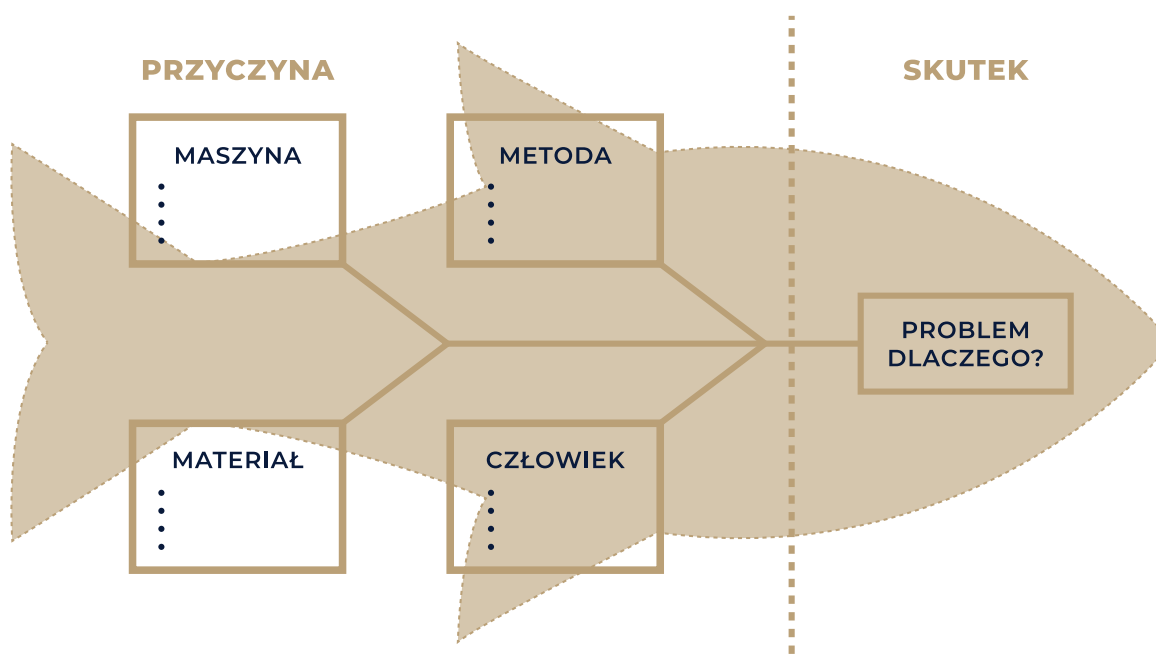 PRZYCZYNA
SKUTEK
MASZYNA
METODA
PROBLEM
DLACZEGO?
MATERIAŁ
CZŁOWIEK